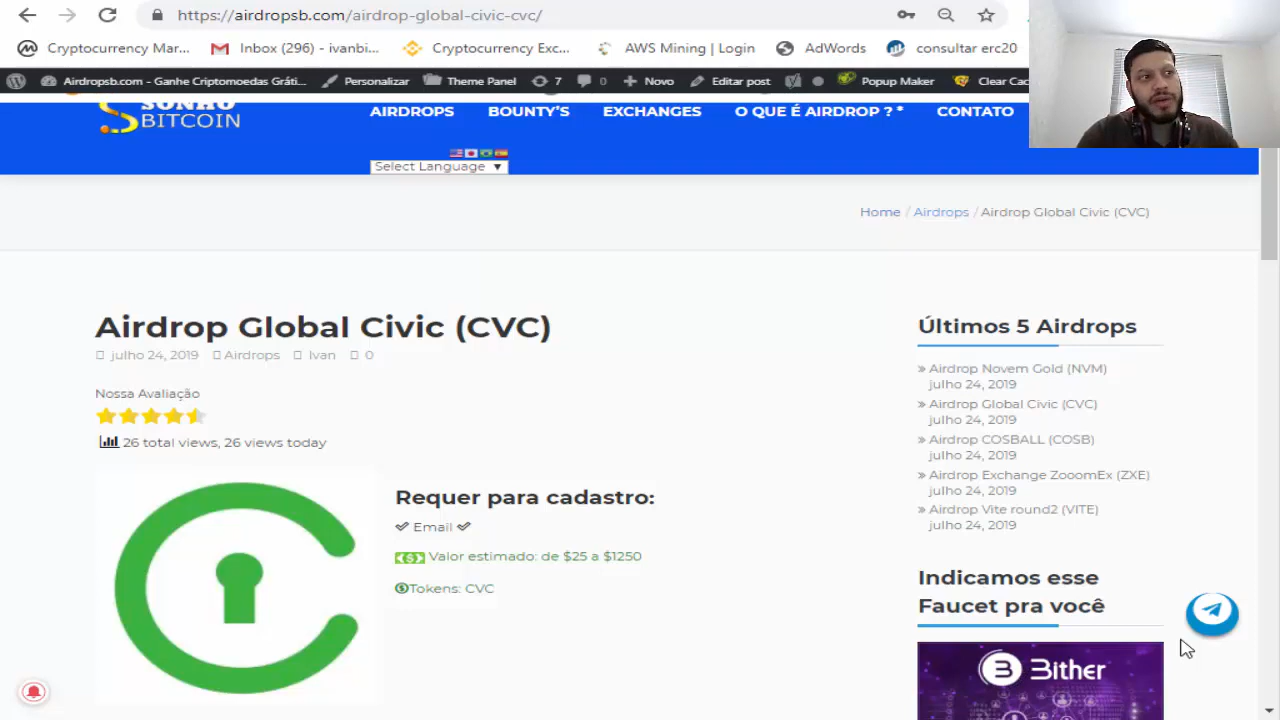 https://airdropsb.com/airdrop-global-civic-cvc/
Cryptocurrency Mar...
Inbox (296) - ivanbi...
Cryptocurrency Exc...
AWS Mining | Login
AdWords
consultar erc20
Airdropsb.com - Ganhe Criptomoedas Gráti...
Personalizar
Theme Panel
7
0
Novo
Editar post
Popup Maker
Clear Cac
SONHO
BITCOIN
AIRDROPS
BOUNTY'S
EXCHANGES
O QUE É AIRDROP ? *
CONTATO
Select Language ▼
Home / Airdrops / Airdrop Global Civic (CVC)
Airdrop Global Civic (CVC)
julho 24, 2019
Airdrops
Ivan
0
Nossa Avaliação
26 total views, 26 views today
Requer para cadastro:
Email
Valor estimado: de $25 a $1250
Tokens: CVC
Últimos 5 Airdrops
» Airdrop Novem Gold (NVM)
julho 24, 2019
» Airdrop Global Civic (CVC)
julho 24, 2019
» Airdrop COSBALL (COSB)
julho 24, 2019
» Airdrop Exchange ZooomEx (ZXE)
julho 24, 2019
» Airdrop Vite round2 (VITE)
julho 24, 2019
Indicamos esse
Faucet pra você
Bither